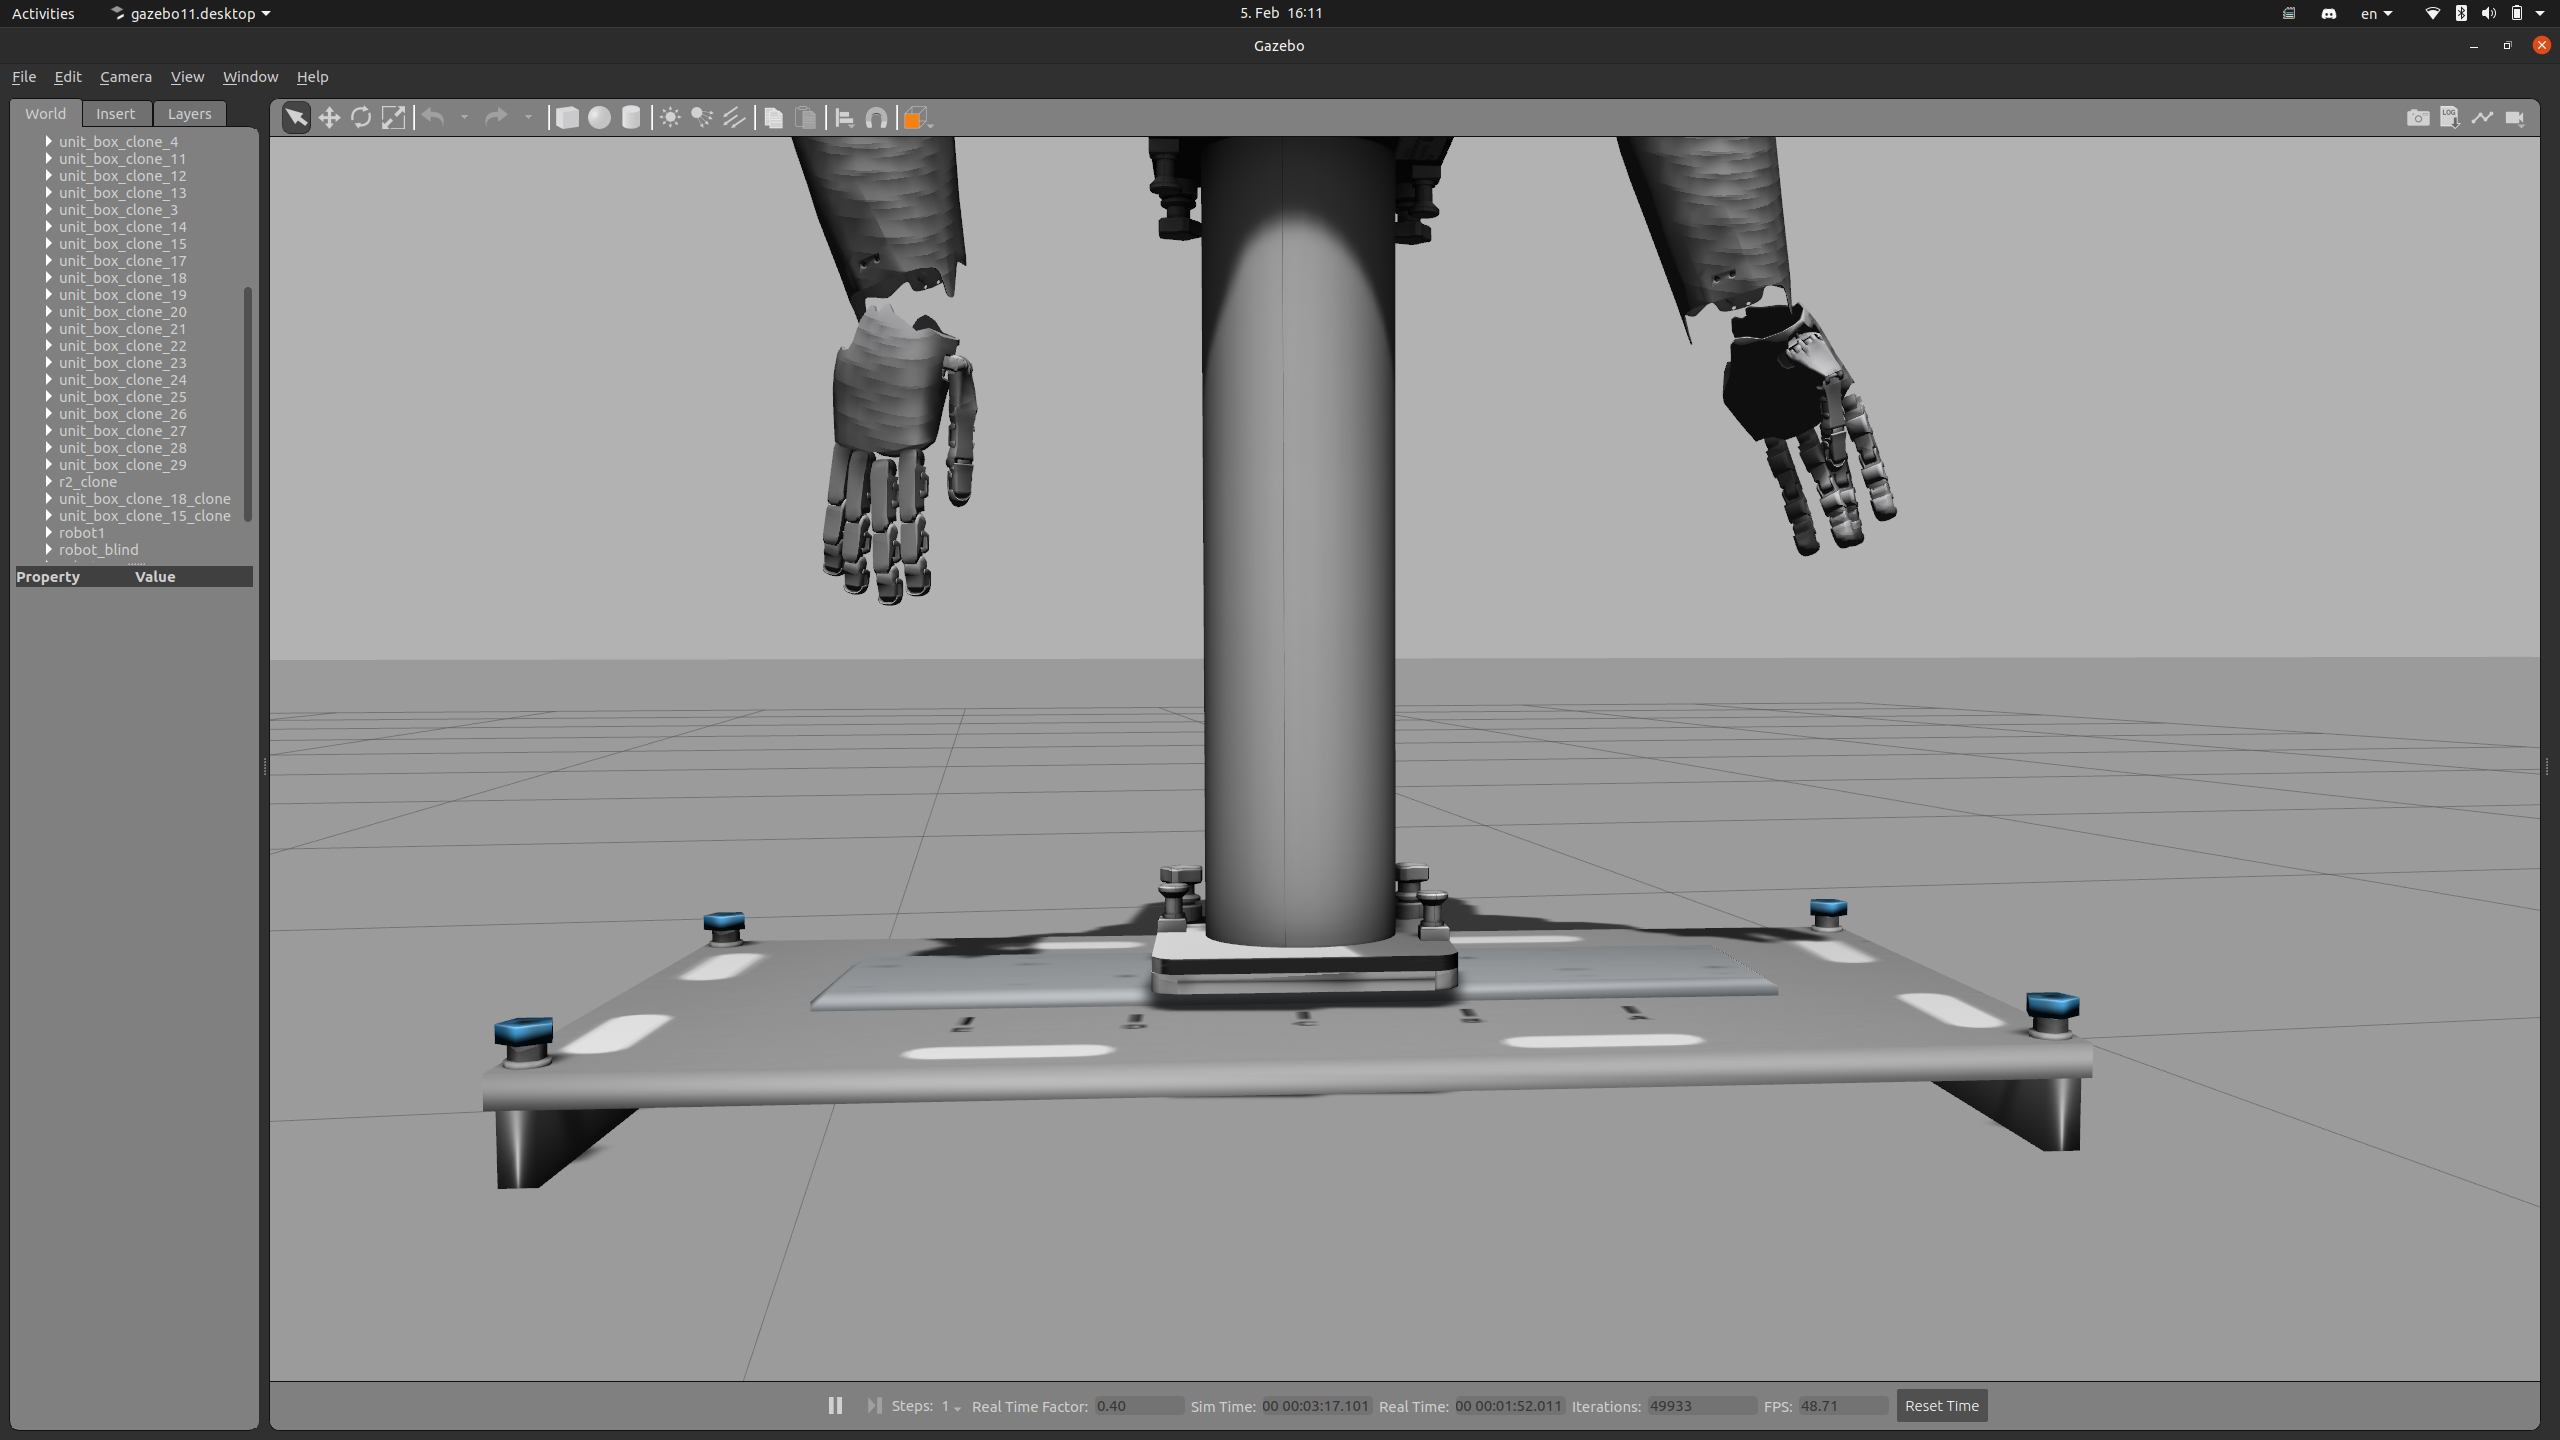 Activities gazebo11.desktop 5. Feb 16:11 en
Gazebo
File Edit Camera View Window Help
World Insert Layers
LOG
unit_box_clone_4
unit_box_clone_11
unit_box_clone_12
unit_box_clone_13
unit_box_clone_3
unit_box_clone_14
unit_box_clone_15
unit_box_clone_17
unit_box_clone_18
unit_box_clone_19
unit_box_clone_20
unit_box_clone_21
unit_box_clone_22
unit_box_clone_23
unit_box_clone_24
unit_box_clone_25
unit_box_clone_26
unit_box_clone_27
unit_box_clone_28
unit_box_clone_29
r2_clone
unit_box_clone_18_clone
unit_box_clone_15_clone
robot1
robot_blind
Property Value
Steps: 1 Real Time Factor: 0.40 Sim Time: 00 00:03:17.101 Real Time: 00 00:01:52.011 Iterations: 49933 FPS: 48.71 Reset Time